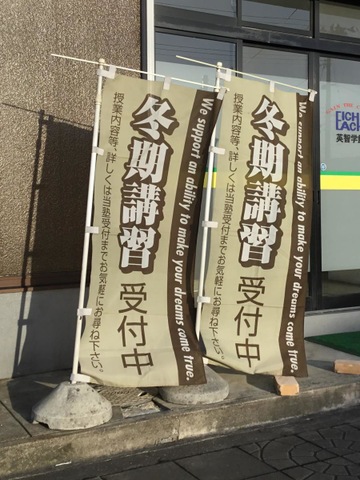 冬期講習
受付中
授業内容等、詳しくは当塾受付までお気軽にお尋ね下さい。
We support an ability to make your dreams come true.
冬期講習
受付中
授業内容等、詳しくは当塾受付までお気軽にお尋ね下さい。
We support an ability to make your dreams come true.
英智学